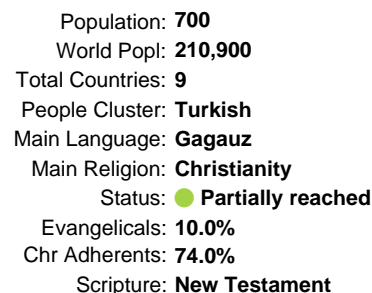 Population: 700
World Popl: 210,900
Total Countries: 9
People Cluster: Turkish
Main Language: Gagauz
Main Religion: Christianity
Status: Partially reached
Evangelicals: 10.0%
Chr Adherents: 74.0%
Scripture: New Testament